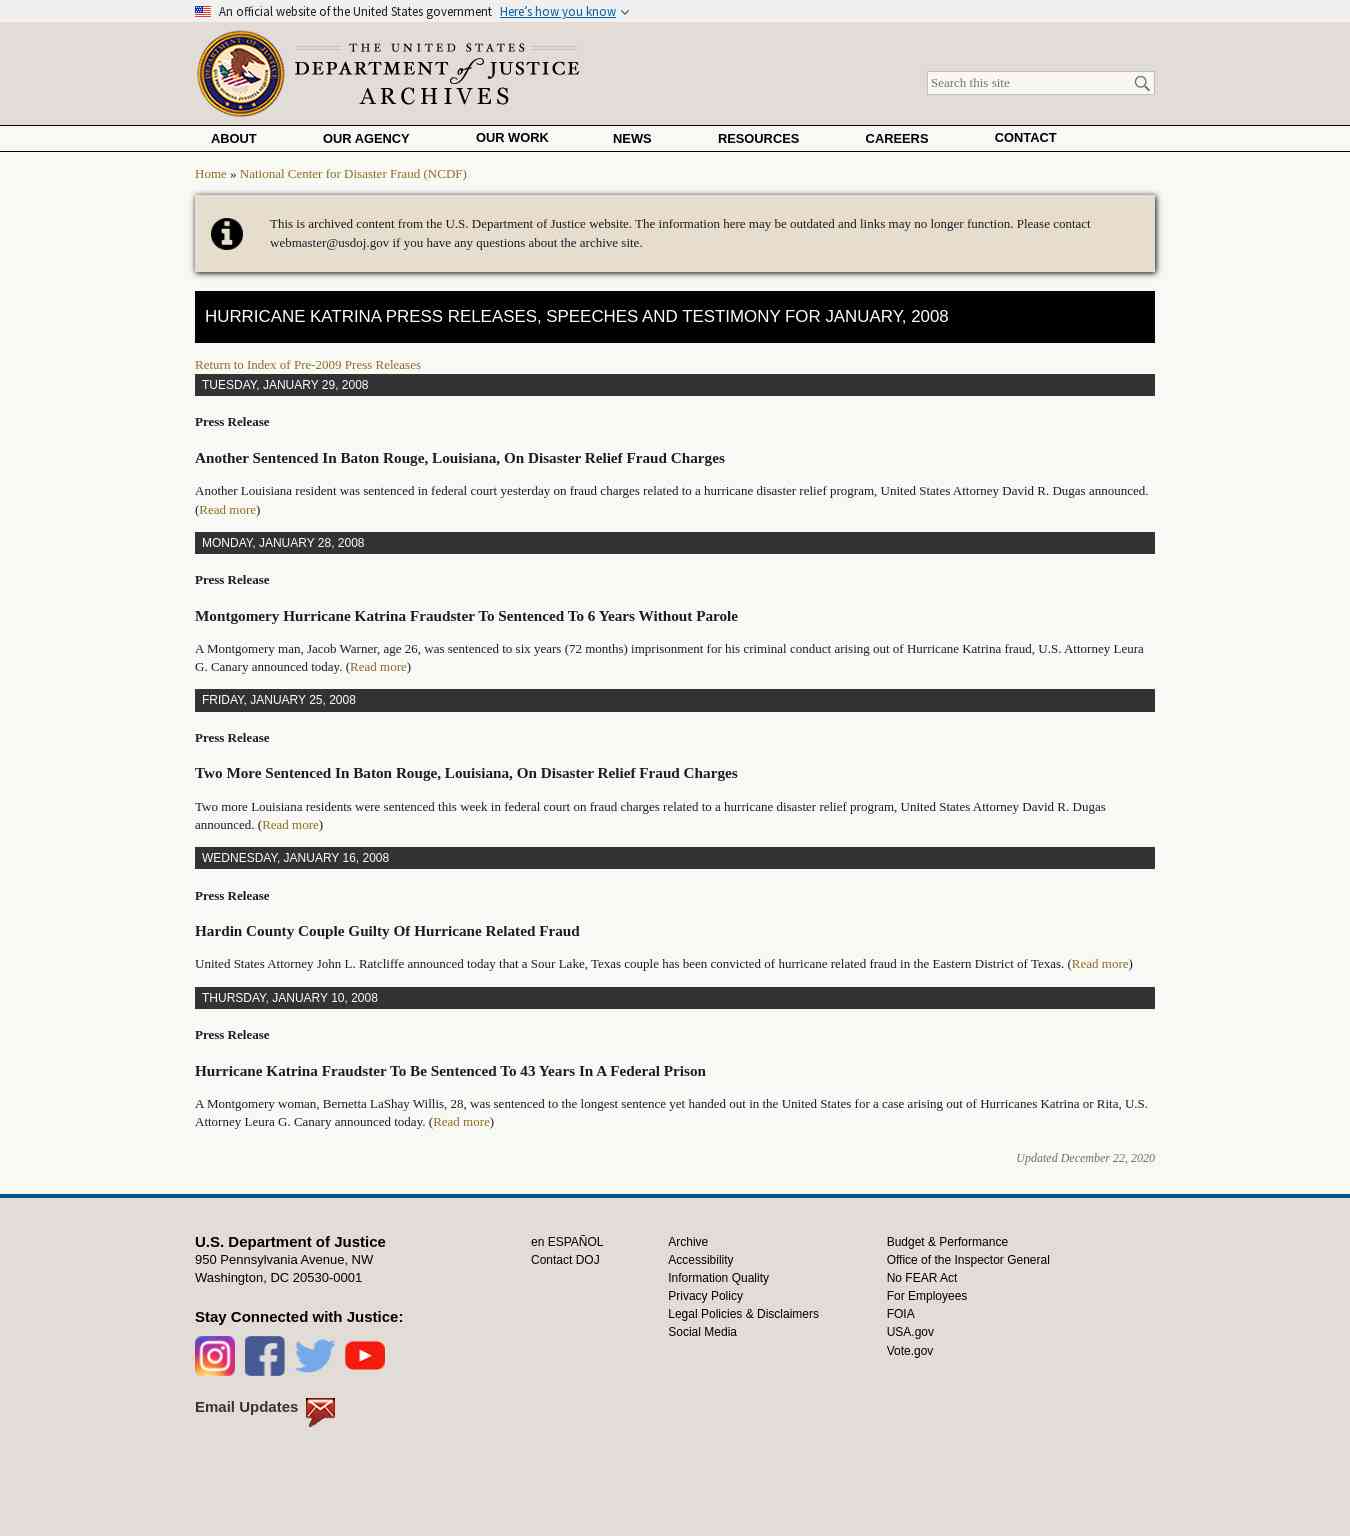 An official website of the United States government Here's how you know
THE UNITED STATES
DEPARTMENT of JUSTICE
ARCHIVES
Search this site
ABOUT OUR AGENCY OUR WORK NEWS RESOURCES CAREERS CONTACT
Home » National Center for Disaster Fraud (NCDF)
This is archived content from the U.S. Department of Justice website. The information here may be outdated and links may no longer function. Please contact
webmaster@usdoj.gov if you have any questions about the archive site.
HURRICANE KATRINA PRESS RELEASES, SPEECHES AND TESTIMONY FOR JANUARY, 2008
Return to Index of Pre-2009 Press Releases
TUESDAY, JANUARY 29, 2008
Press Release
Another Sentenced In Baton Rouge, Louisiana, On Disaster Relief Fraud Charges
Another Louisiana resident was sentenced in federal court yesterday on fraud charges related to a hurricane disaster relief program, United States Attorney David R. Dugas announced.
(Read more)
MONDAY, JANUARY 28, 2008
Press Release
Montgomery Hurricane Katrina Fraudster To Sentenced To 6 Years Without Parole
A Montgomery man, Jacob Warner, age 26, was sentenced to six years (72 months) imprisonment for his criminal conduct arising out of Hurricane Katrina fraud, U.S. Attorney Leura
G. Canary announced today. (Read more)
FRIDAY, JANUARY 25, 2008
Press Release
Two More Sentenced In Baton Rouge, Louisiana, On Disaster Relief Fraud Charges
Two more Louisiana residents were sentenced this week in federal court on fraud charges related to a hurricane disaster relief program, United States Attorney David R. Dugas
announced. (Read more)
WEDNESDAY, JANUARY 16, 2008
Press Release
Hardin County Couple Guilty Of Hurricane Related Fraud
United States Attorney John L. Ratcliffe announced today that a Sour Lake, Texas couple has been convicted of hurricane related fraud in the Eastern District of Texas. (Read more)
THURSDAY, JANUARY 10, 2008
Press Release
Hurricane Katrina Fraudster To Be Sentenced To 43 Years In A Federal Prison
A Montgomery woman, Bernetta LaShay Willis, 28, was sentenced to the longest sentence yet handed out in the United States for a case arising out of Hurricanes Katrina or Rita, U.S.
Attorney Leura G. Canary announced today. (Read more)
Updated December 22, 2020
U.S. Department of Justice
950 Pennsylvania Avenue, NW
Washington, DC 20530-0001
Stay Connected with Justice:
Email Updates
en ESPAÑOL
Contact DOJ
Archive
Accessibility
Information Quality
Privacy Policy
Legal Policies & Disclaimers
Social Media
Budget & Performance
Office of the Inspector General
No FEAR Act
For Employees
FOIA
USA.gov
Vote.gov